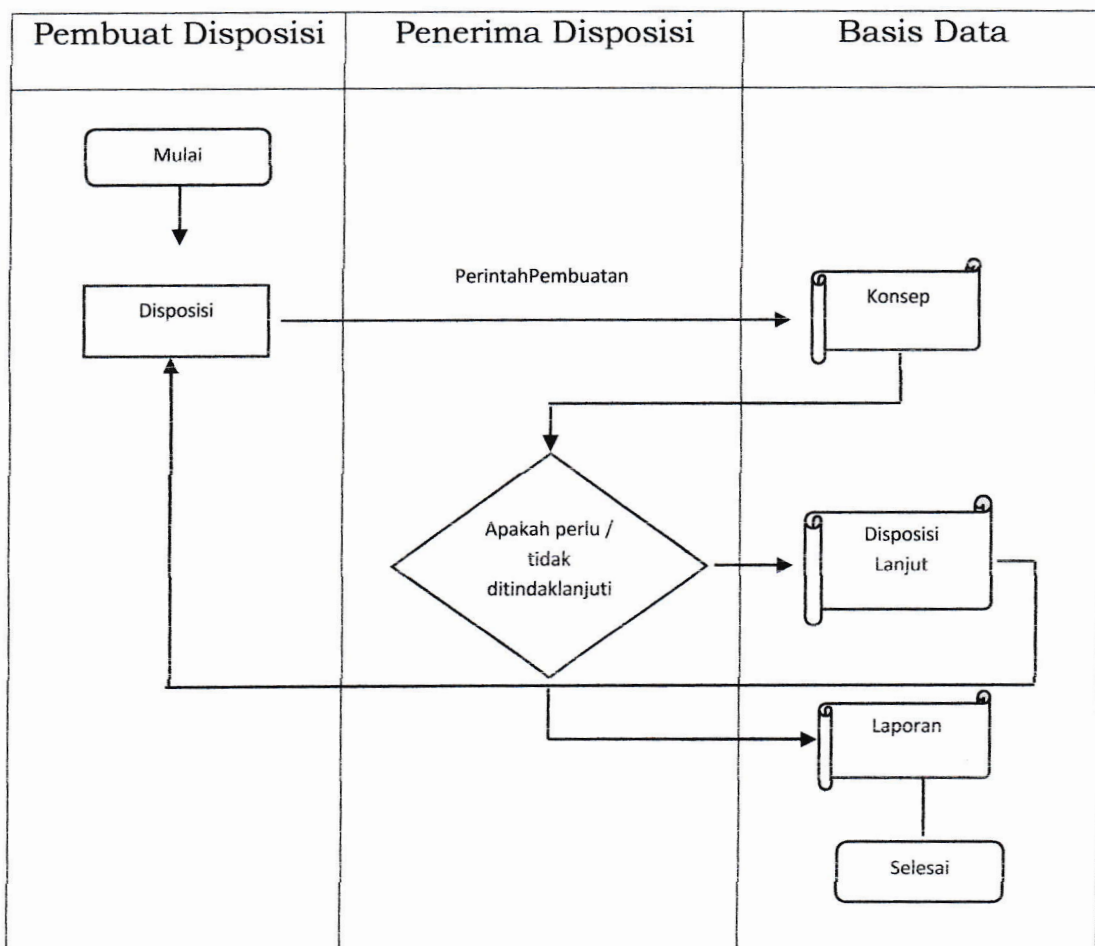 Pembuat Disposisi
Penerima Disposisi
Basis Data
Mulai
PerintahPembuatan
Disposisi
Konsep
Apakah perlu /
tidak
ditindaklanjuti
Disposisi
Lanjut
Laporan
Selesai